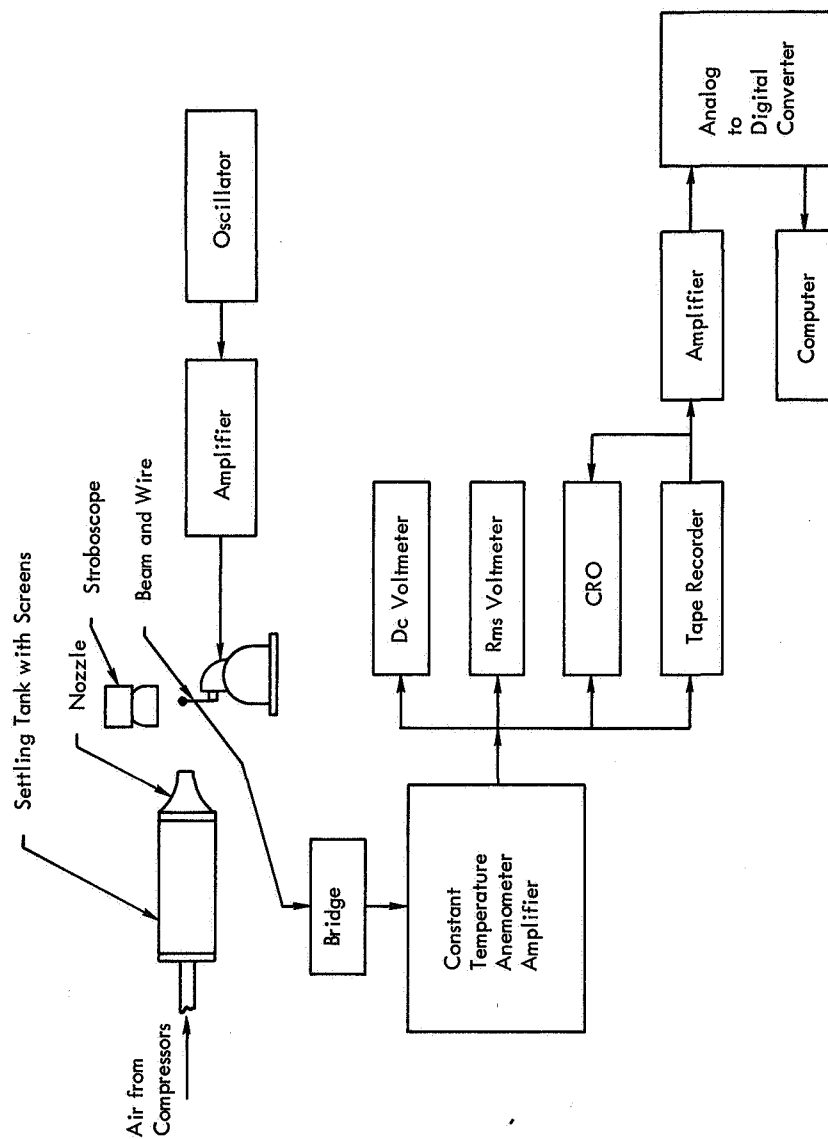 Settling Tank with Screens
Nozzle
Stroboscope
Beam and Wire
Air from
Compressors
Amplifier
Oscillator
Bridge
Constant
Temperature
Anemometer
Amplifier
Dc Voltmeter
Rms Voltmeter
CRO
Tape Recorder
Amplifier
Analog
to
Digital
Converter
Computer